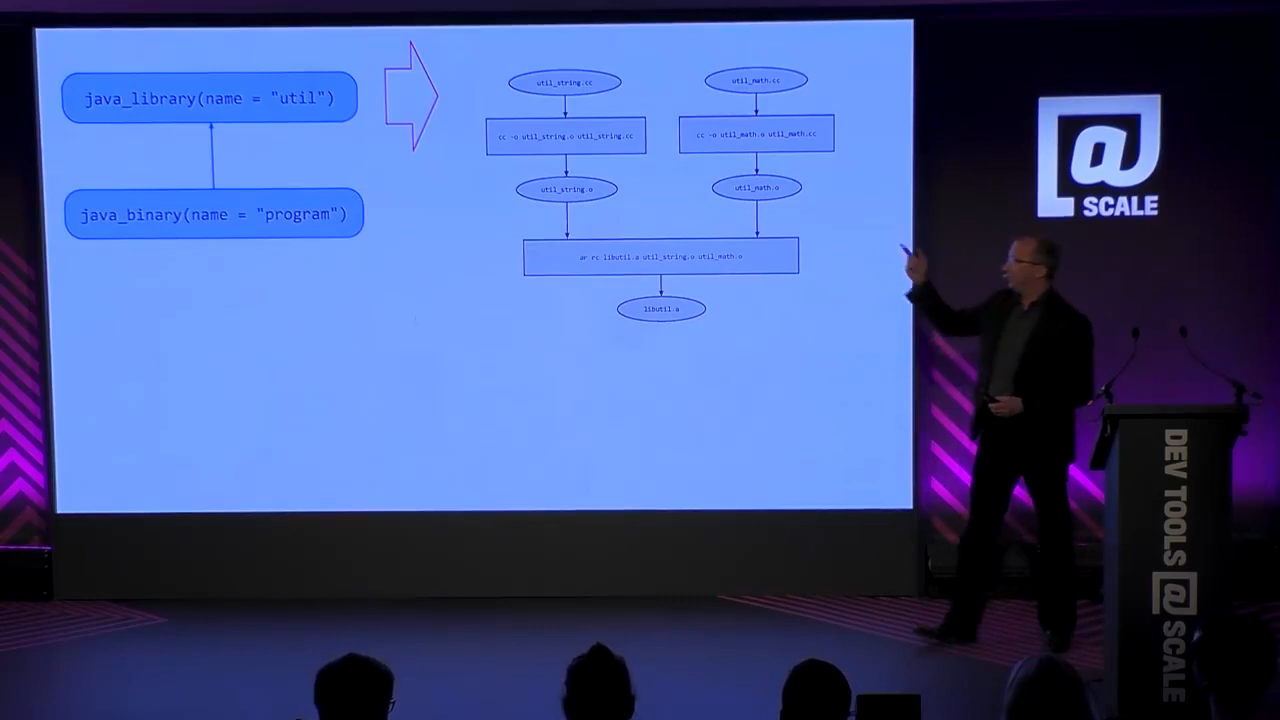 java_library(name = "util")
java_binary(name = "program")
util_string.cc
util_math.cc
cc -o util_string.o util_string.cc
cc -o util_math.o util_math.cc
util_string.o
util_math.o
ar rc libutil.a util_string.o util_math.o
libutil.a
@
SCALE
DEV TOOLS @ SCALE